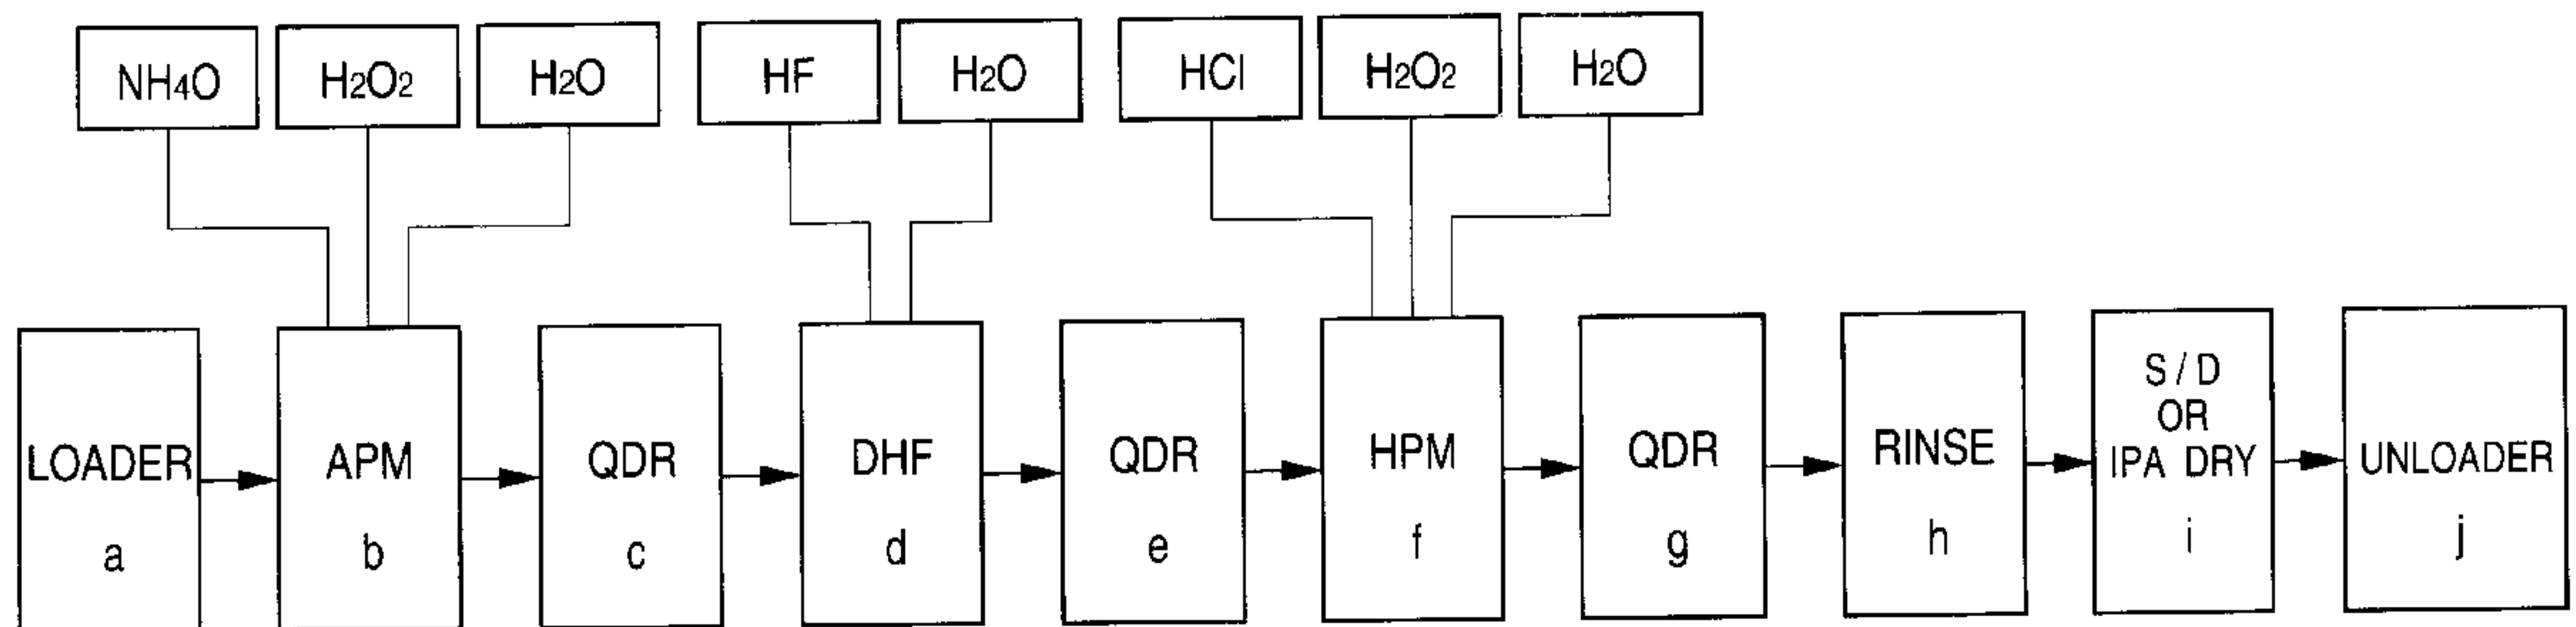 NH4O H2O2 H2O HF H2O HCl H2O2 H2O
LOADER
a
APM
b
QDR
c
DHF
d
QDR
e
HPM
f
QDR
g
RINSE
h
S / D
OR
IPA DRY
i
UNLOADER
j